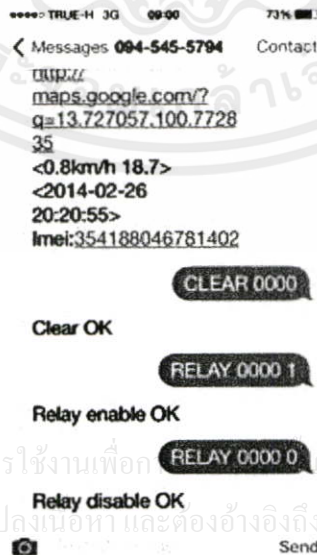 TRUE-H 3G 09:00 73%
Messages 094-545-5794 Contact
http://
maps.google.com/?
q=13.727057,100.7728
35
<0.8km/h 18.7>
<2014-02-26
20:20:55>
Imei:354188046781402
CLEAR 0000
Clear OK
RELAY 0000 1
Relay enable OK
RELAY 0000 0
Relay disable OK
Send